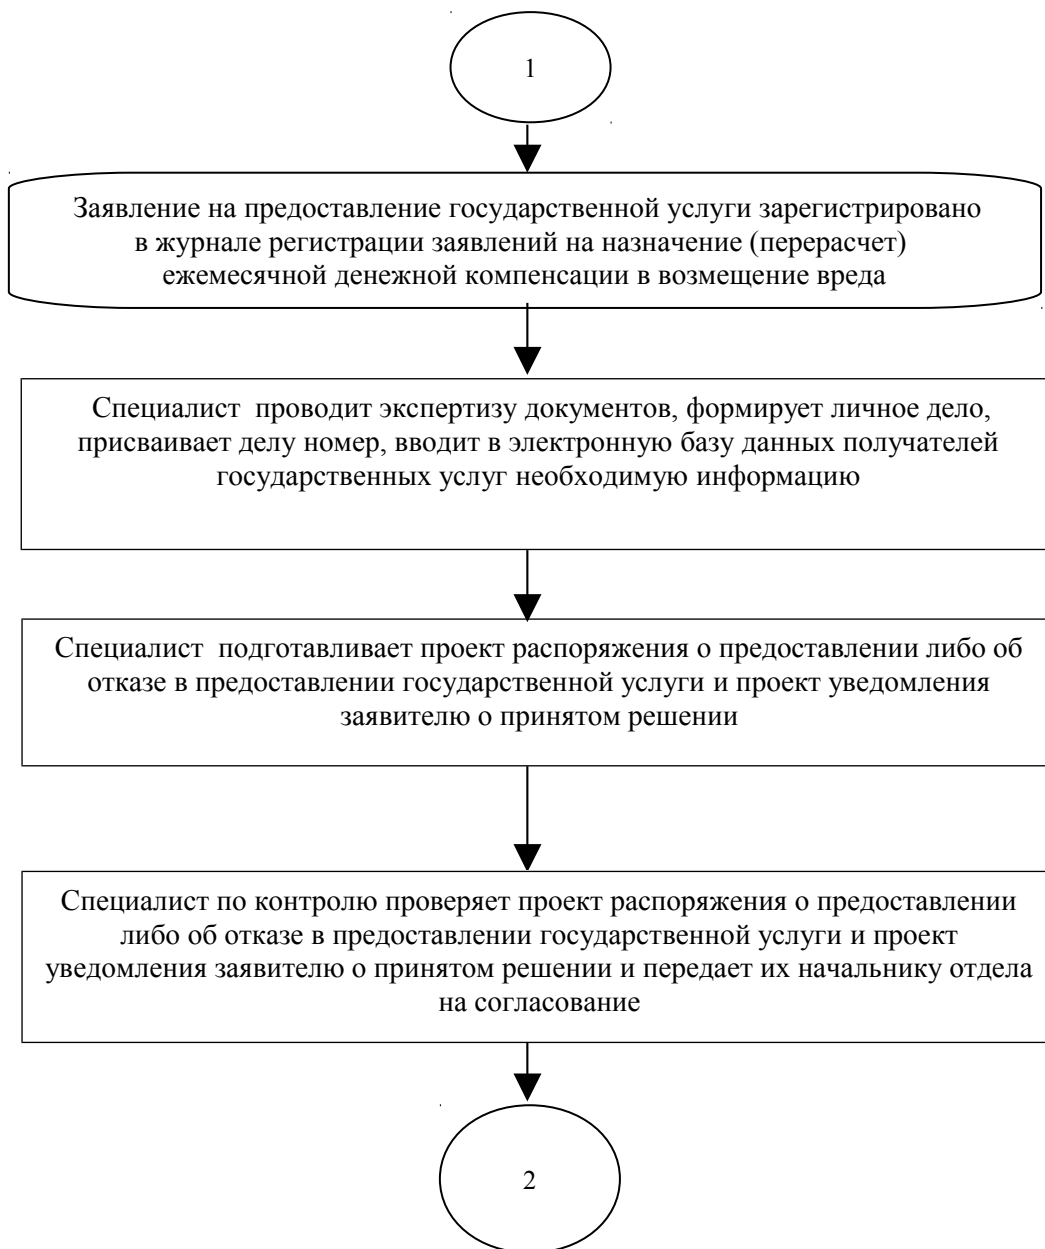 1
Заявление на предоставление государственной услуги зарегистрировано
в журнале регистрации заявлений на назначение (перерасчет)
ежемесячной денежной компенсации в возмещение вреда
Специалист  проводит экспертизу документов, формирует личное дело,
присваивает делу номер, вводит в электронную базу данных получателей
государственных услуг необходимую информацию
Специалист  подготавливает проект распоряжения о предоставлении либо об
отказе в предоставлении государственной услуги и проект уведомления
заявителю о принятом решении
Специалист по контролю проверяет проект распоряжения о предоставлении
либо об отказе в предоставлении государственной услуги и проект
уведомления заявителю о принятом решении и передает их начальнику отдела
на согласование
2